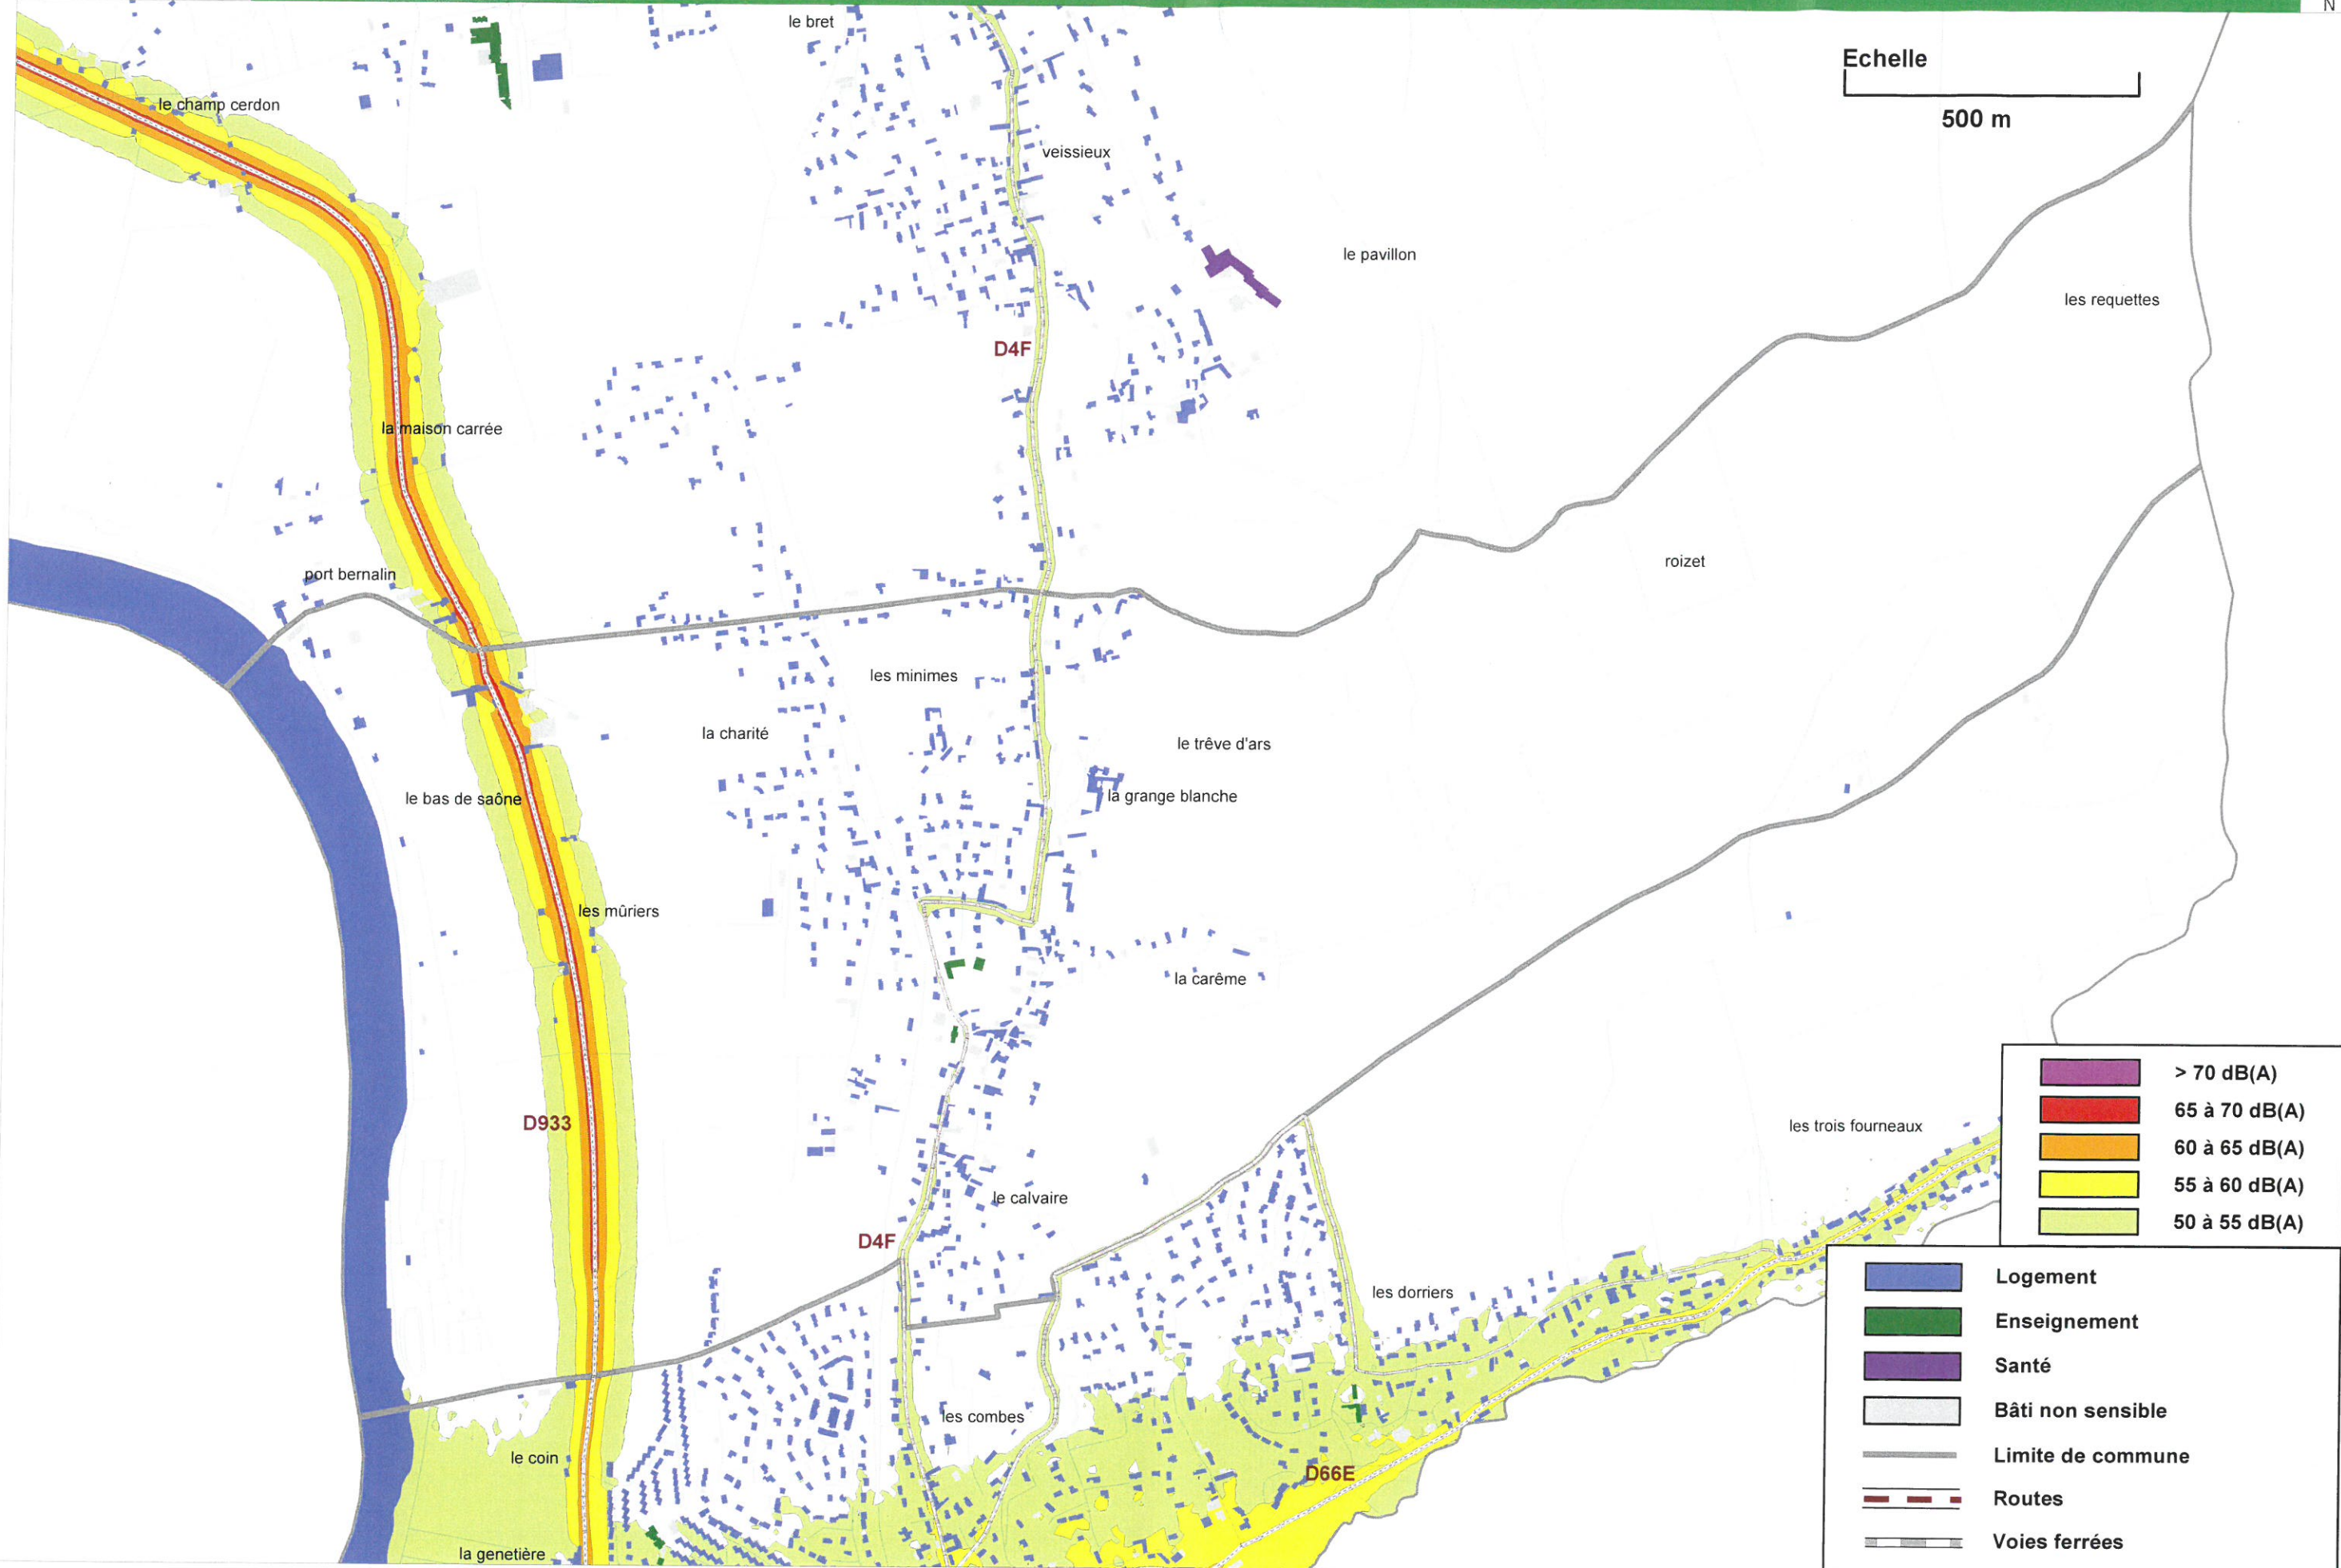 N
le bret
Echelle
500 m
le champ cerdon
veissieux
le pavillon
les requettes
D4F
la maison carrée
roizet
port bernalin
les minimes
la charité
le trêve d'ars
la grange blanche
le bas de saône
les mûriers
la carême
D933
les trois fourneaux
le calvaire
D4F
les dorriers
les combes
le coin
D66E
la genetière
> 70 dB(A)
65 à 70 dB(A)
60 à 65 dB(A)
55 à 60 dB(A)
50 à 55 dB(A)
Logement
Enseignement
Santé
Bâti non sensible
Limite de commune
Routes
Voies ferrées